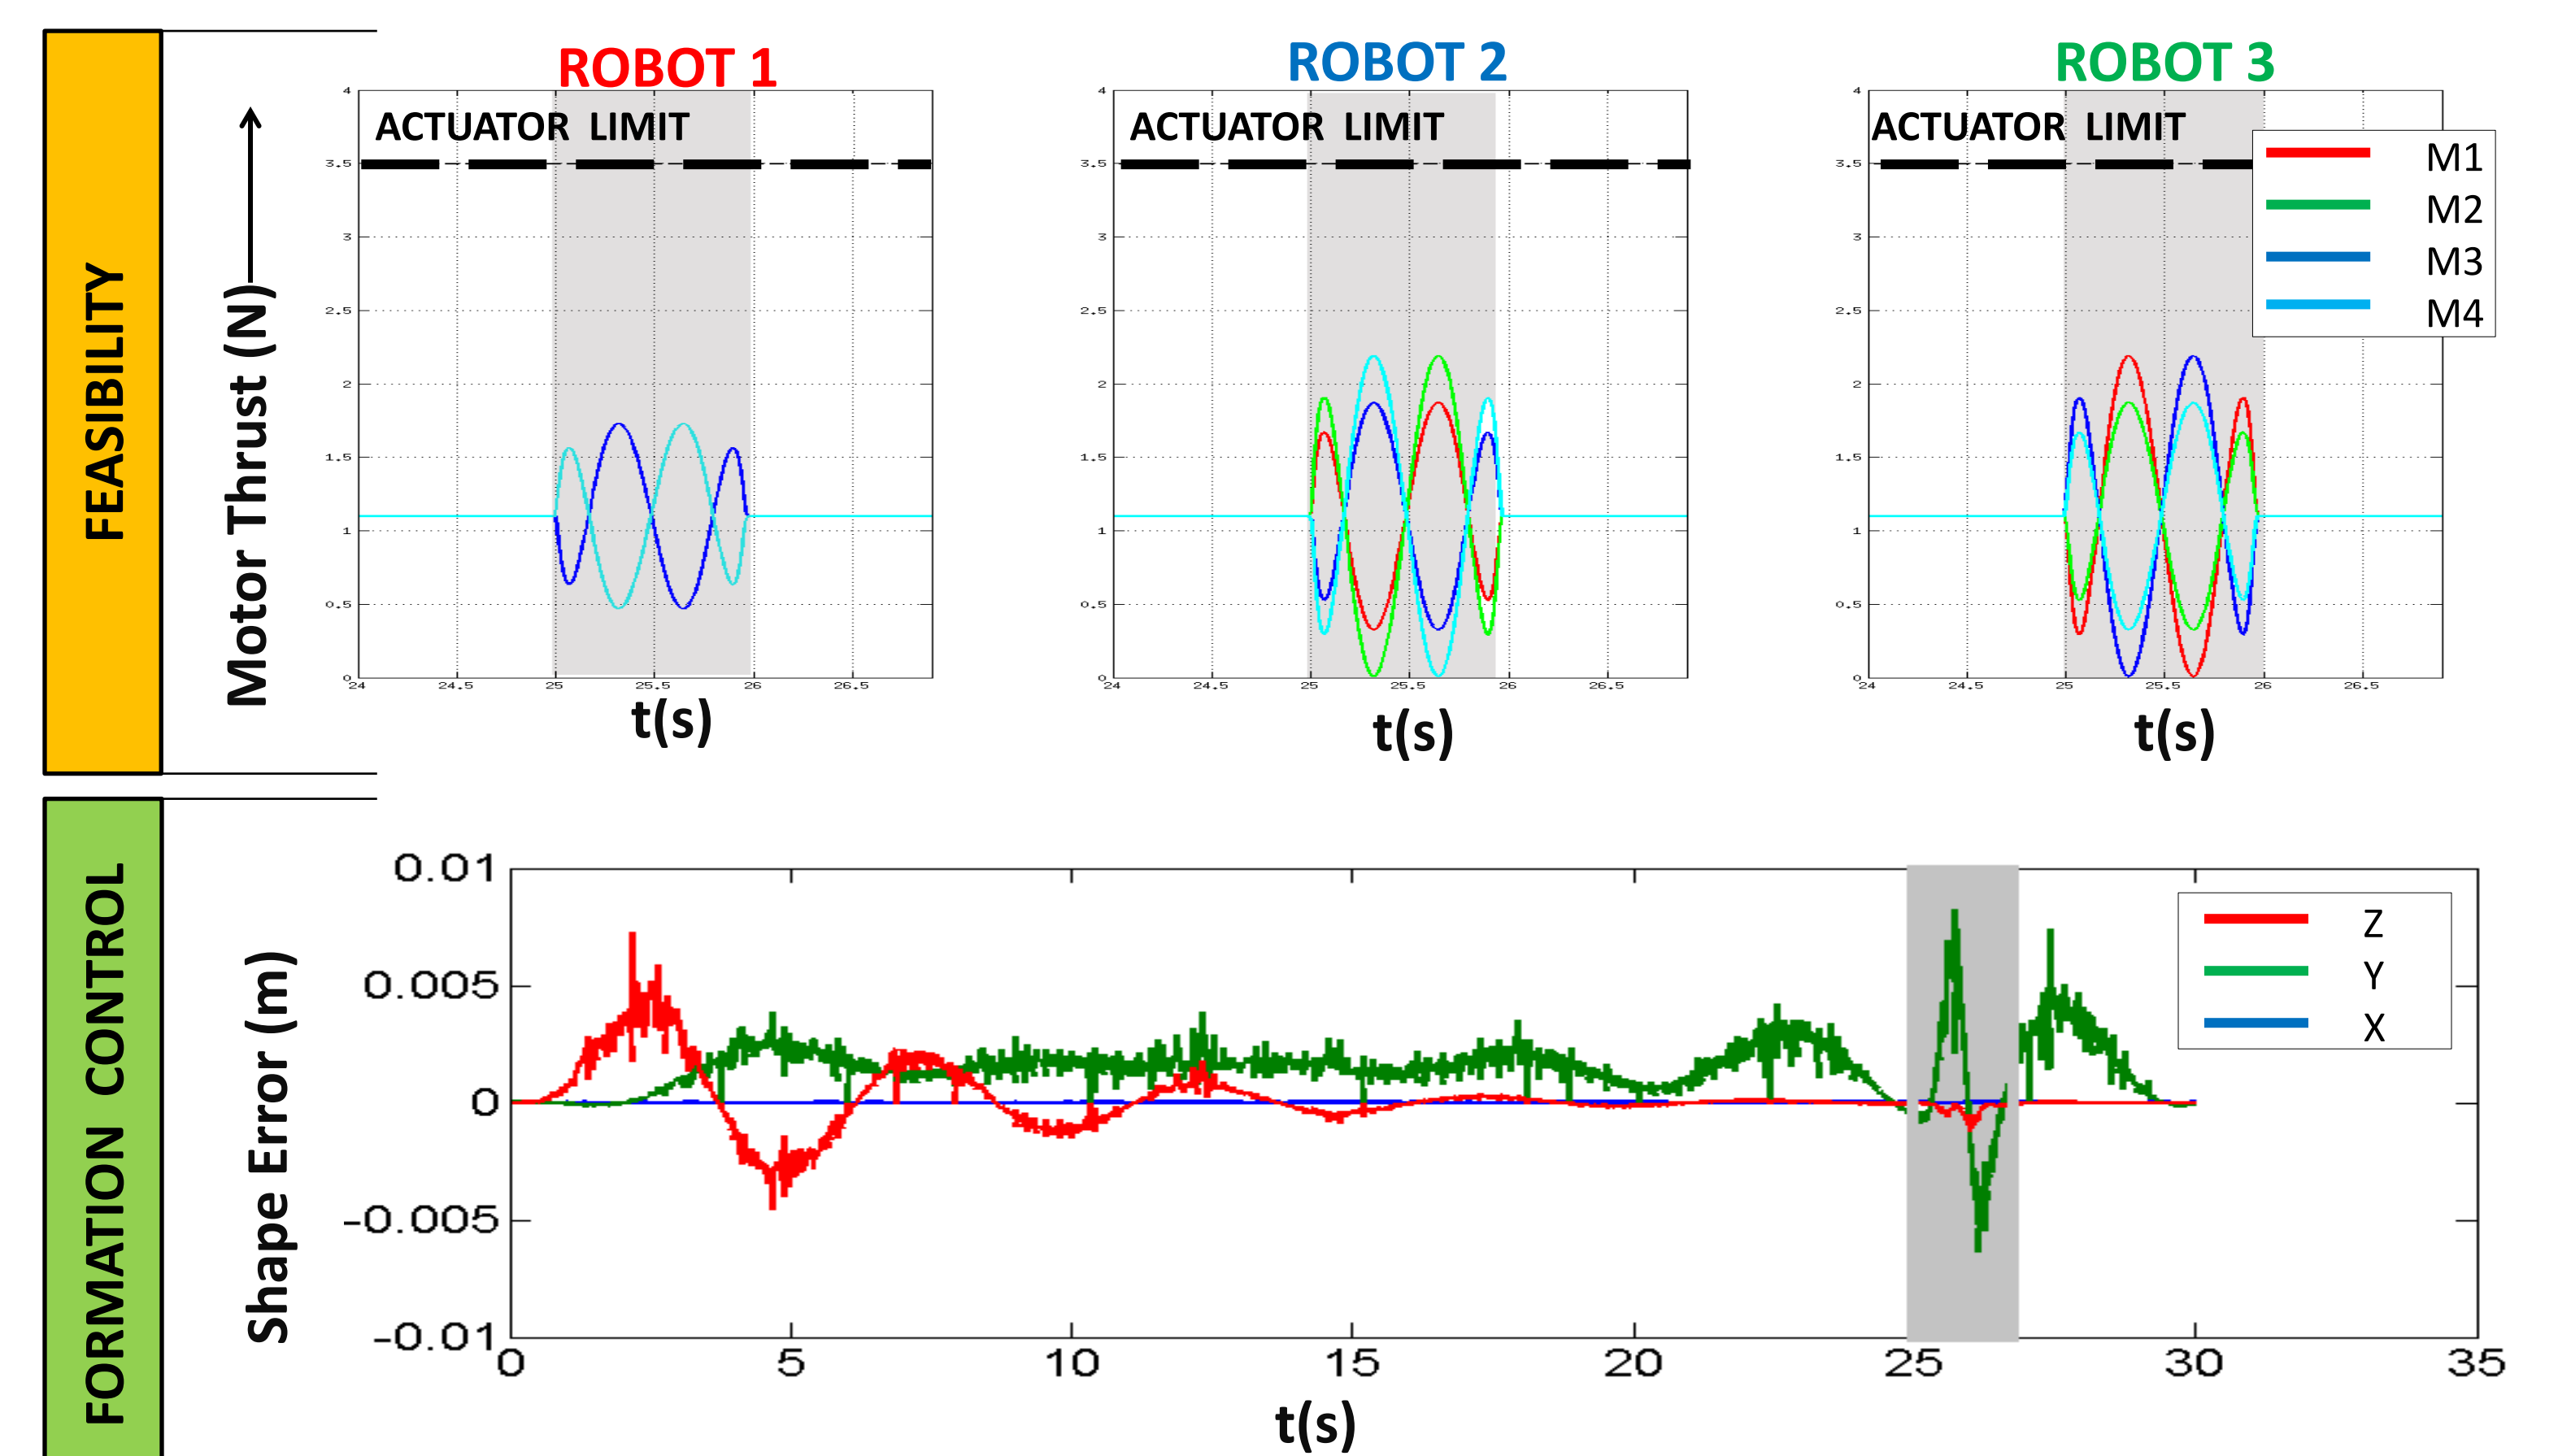 FEASIBILITY
Motor Thrust (N)
ROBOT 1
ACTUATOR LIMIT
4
3.5
3
2.5
2
1.5
1
0.5
0
24 24.5 25 25.5 26 26.5
t(s)
ROBOT 2
ACTUATOR LIMIT
4
3.5
3
2.5
2
1.5
1
0.5
0
24 24.5 25 25.5 26 26.5
t(s)
ROBOT 3
ACTUATOR LIMIT
4
3.5
3
2.5
2
1.5
1
0.5
0
24 24.5 25 25.5 26 26.5
t(s)
M1
M2
M3
M4
FORMATION CONTROL
Shape Error (m)
0.01
0.005
0
-0.005
-0.01
0 5 10 15 20 25 30 35
t(s)
Z
Y
X